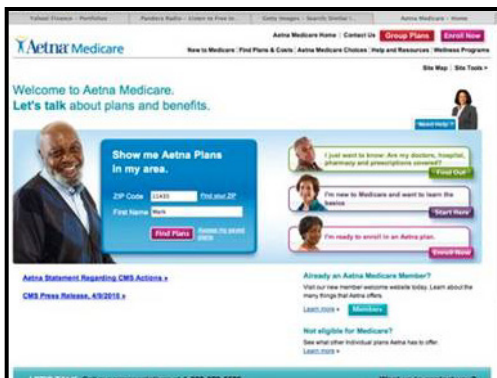 Yahoo! Finance - Portfolios
Pandora Radio - Listen to Free In...
Getty Images - Search Similar I...
Aetna Medicare - Home
Aetna Medicare Home | Contact Us
Group Plans
Enroll Now
Aetna Medicare
New to Medicare | Find Plans & Costs | Aetna Medicare Choices | Help and Resources | Wellness Programs
Site Map | Site Tools
Welcome to Aetna Medicare.
Let's talk about plans and benefits.
Need Help?
Show me Aetna Plans
in my area.
ZIP Code
Find your ZIP
First Name Mark
Find Plans
Access my saved
plans
I just want to know: Are my doctors, hospital,
pharmacy and prescriptions covered?
Find Out
I'm new to Medicare and want to learn the
basics
Start Here
I'm ready to enroll in an Aetna plan.
Enroll Now
Aetna Statement Regarding CMS Actions »
CMS Press Release, 4/9/2010 »
Already an Aetna Medicare Member?
Visit our new member welcome website today. Learn about the
many things that Aetna offers.
Learn more »
Members
Not eligible for Medicare?
See what other individual plans Aetna has to offer.
Learn more »